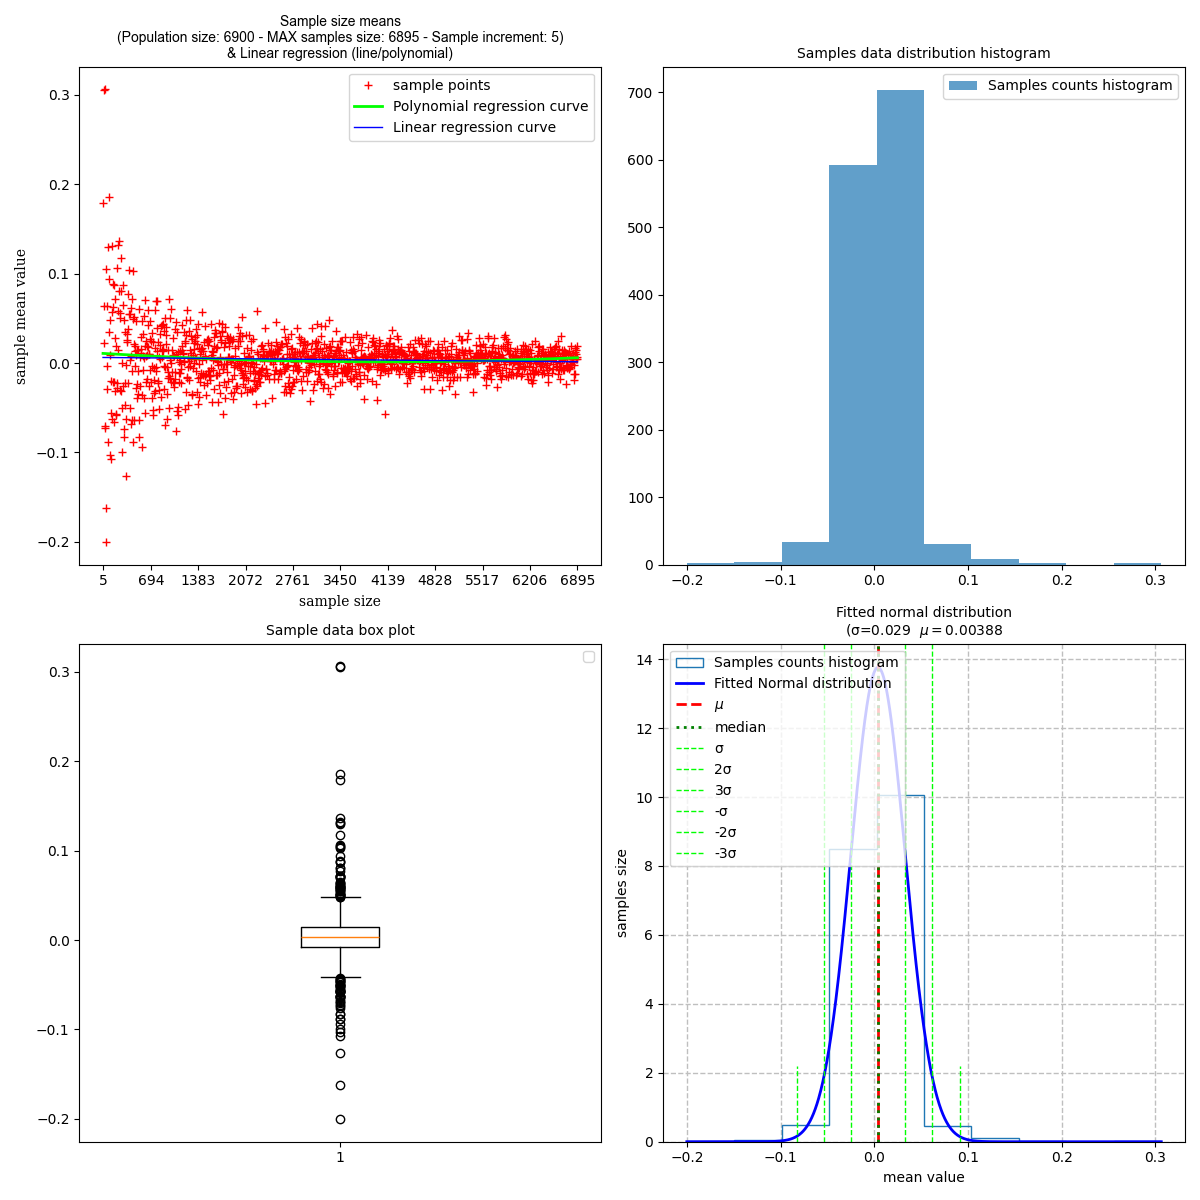 Sample size means
(Population size: 6900 - MAX samples size: 6895 - Sample increment: 5)
& Linear regression (line/polynomial)
sample points
Polynomial regression curve
Linear regression curve
0.3
0.2
0.1
0.0
−0.1
−0.2
sample mean value
5 694 1383 2072 2761 3450 4139 4828 5517 6206 6895
sample size
Samples data distribution histogram
Samples counts histogram
700
600
500
400
300
200
100
0
−0.2 −0.1 0.0 0.1 0.2 0.3
Sample data box plot
0.3
0.2
0.1
0.0
−0.1
−0.2
1
Fitted normal distribution
(σ=0.029 μ = 0.00388
Samples counts histogram
Fitted Normal distribution
μ
median
σ
2σ
3σ
-σ
-2σ
-3σ
14
12
10
8
6
4
2
0
samples size
−0.2 −0.1 0.0 0.1 0.2 0.3
mean value